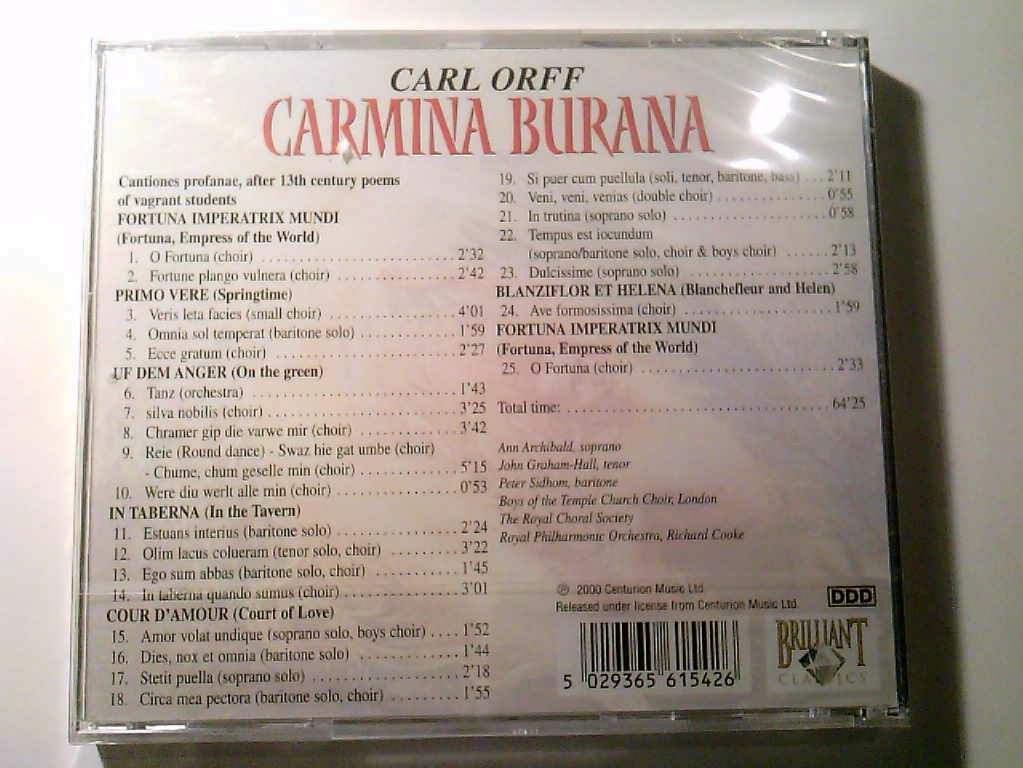 CARL ORFF
CARMINA BURANA
Cantiones profanae, after 13th century poems
of vagrant students
FORTUNA IMPERATRIX MUNDI
(Fortuna, Empress of the World)
1. O Fortuna (choir) ........................ 2'32
2. Fortune plango vulnera (choir) .............. 2'42
PRIMO VERE (Springtime)
3. Veris leta facies (small choir) ............... 4'01
4. Omnia sol temperat (baritone solo) ........... 1'59
5. Ecce gratum (choir) ...................... 2'27
UF DEM ANGER (On the green)
6. Tanz (orchestra) ........................ 1'43
7. silva nobilis (choir) ....................... 3'25
8. Chramer gip die varwe mir (choir) ........... 3'42
9. Reie (Round dance) - Swaz hie gat umbe (choir)
- Chume, chum geselle min (choir) ............ 5'15
10. Were diu werlt alle min (choir) .............. 0'53
IN TABERNA (In the Tavern)
11. Estuans interius (baritone solo) .............. 2'24
12. Olim lacus colueram (tenor solo, choir) ........ 3'22
13. Ego sum abbas (baritone solo, choir) .......... 1'45
14. In taberna quando sumus (choir) ............. 3'01
COUR D'AMOUR (Court of Love)
15. Amor volat undique (soprano solo, boys choir) .... 1'52
16. Dies, nox et omnia (baritone solo) ............ 1'44
17. Stetit puella (soprano solo) ................. 2'18
18. Circa mea pectora (baritone solo, choir) ........ 1'55
19. Si puer cum puellula (soli, tenor, baritone, bass) ... 2'11
20. Veni, veni, venias (double choir) ............... 0'55
21. In trutina (soprano solo) .................... 0'58
22. Tempus est iocundum
(soprano/baritone solo, choir & boys choir) ...... 2'13
23. Dulcissime (soprano solo) .................. 2'58
BLANZIFLOR ET HELENA (Blanchefleur and Helen)
24. Ave formosissima (choir) ................... 1'59
FORTUNA IMPERATRIX MUNDI
(Fortuna, Empress of the World)
25. O Fortuna (choir) ........................ 2'33
Total time: .................................. 64'25
Ann Archibald, soprano
John Graham-Hall, tenor
Peter Sidhom, baritone
Boys of the Temple Church Choir, London
The Royal Choral Society
Royal Philharmonic Orchestra, Richard Cooke
℗ 2000 Centurion Music Ltd.
Released under license from Centurion Music Ltd.
DDD
5 029365 615426
BRILLIANT
CLASSICS